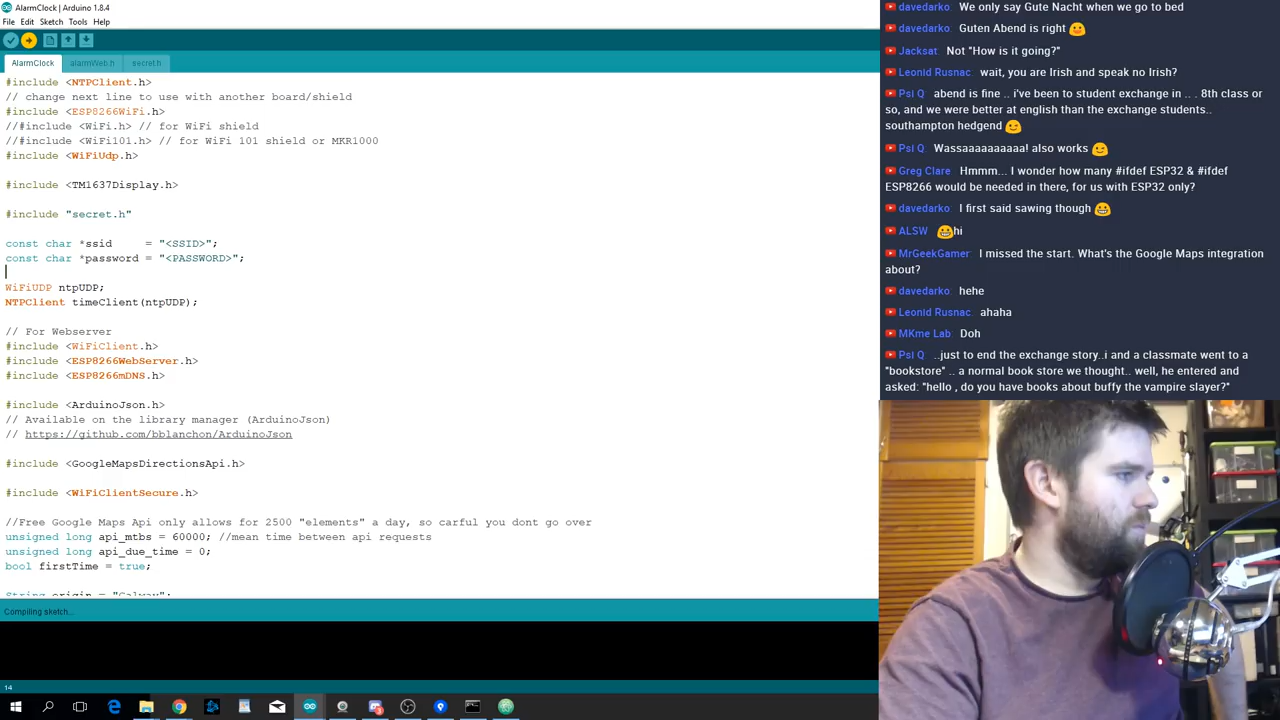 AlarmClock | Arduino 1.8.4
File Edit Sketch Tools Help
AlarmClock alarmWeb.h secret.h
#include <NTPClient.h>
// change next line to use with another board/shield
#include <ESP8266WiFi.h>
//#include <WiFi.h> // for WiFi shield
//#include <WiFi101.h> // for WiFi 101 shield or MKR1000
#include <WiFiUdp.h>
#include <TM1637Display.h>
#include "secret.h"
const char *ssid     = "<SSID>";
const char *password = "<PASSWORD>";
WiFiUDP ntpUDP;
NTPClient timeClient(ntpUDP);
// For Webserver
#include <WiFiClient.h>
#include <ESP8266WebServer.h>
#include <ESP8266mDNS.h>
#include <ArduinoJson.h>
// Available on the library manager (ArduinoJson)
// https://github.com/bblanchon/ArduinoJson
#include <GoogleMapsDirectionsApi.h>
#include <WiFiClientSecure.h>
//Free Google Maps Api only allows for 2500 "elements" a day, so carful you dont go over
unsigned long api_mtbs = 60000; //mean time between api requests
unsigned long api_due_time = 0;
bool firstTime = true;
String origin = "Galway";
Compiling sketch...
14
davedarko: We only say Gute Nacht when we go to bed
davedarko: Guten Abend is right
Jacksat: Not "How is it going?"
Leonid Rusnac: wait, you are Irish and speak no Irish?
Psi Q: abend is fine .. i've been to student exchange in .. . 8th class or
so, and we were better at english than the exchange students..
southampton hedgend
Psi Q: Wassaaaaaaaaaa! also works
Greg Clare: Hmmm... I wonder how many #ifdef ESP32 & #ifdef
ESP8266 would be needed in there, for us with ESP32 only?
davedarko: I first said sawing though
ALSW: hi
MrGeekGamer: I missed the start. What's the Google Maps integration
about?
davedarko: hehe
Leonid Rusnac: ahaha
MKme Lab: Doh
Psi Q: ..just to end the exchange story..i and a classmate went to a
"bookstore" .. a normal book store we thought.. well, he entered and
asked: "hello , do you have books about buffy the vampire slayer?"